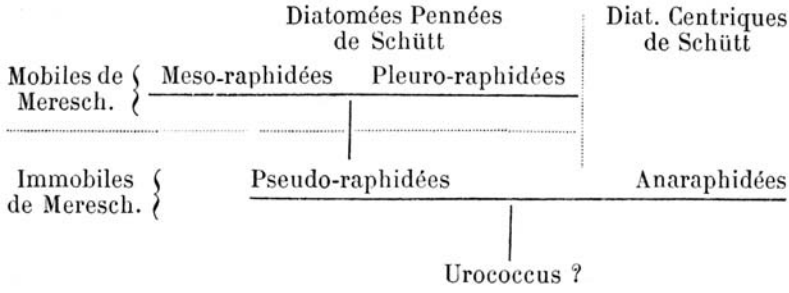 Diatomées Pennées
de Schütt
Diat. Centriques
de Schütt
Mobiles de
Meresch.
Meso-raphidées Pleuro-raphidées
Immobiles
de Meresch.
Pseudo-raphidées
Anaraphidées
Urococcus ?